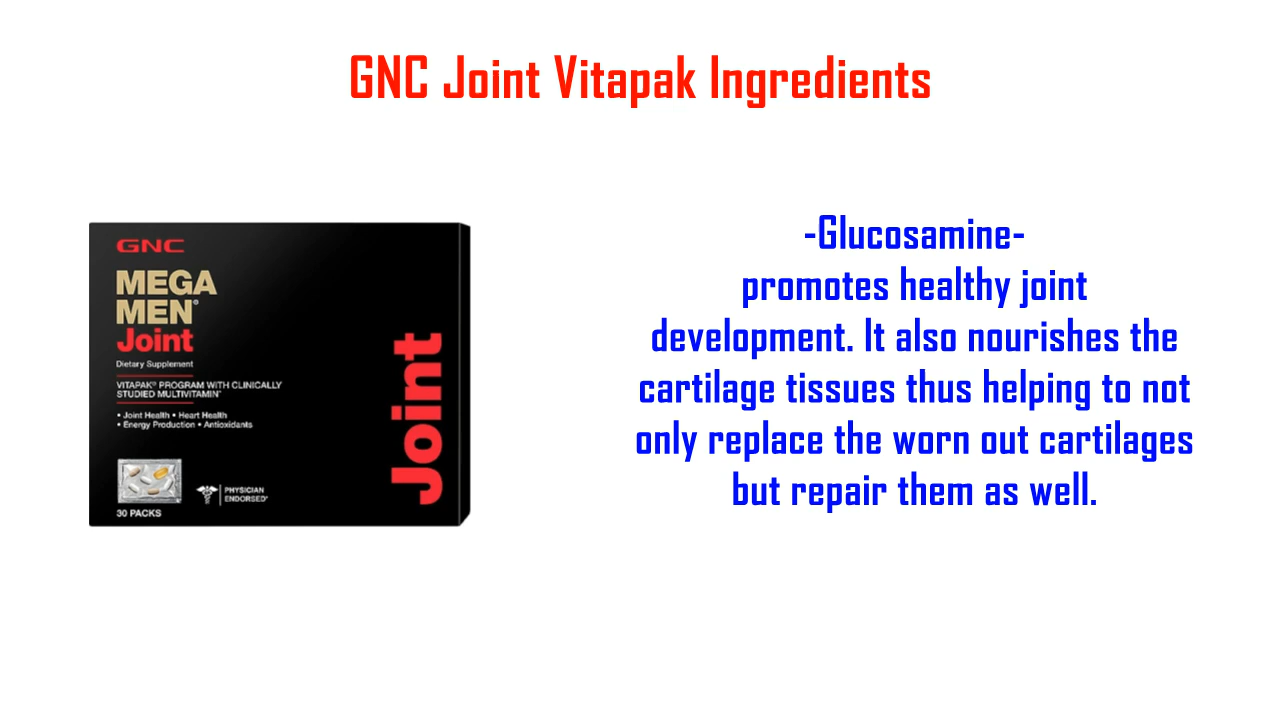 GNC Joint Vitapak Ingredients
GNC
MEGA
MEN®
Joint
Dietary Supplement
VITAPAK® PROGRAM WITH CLINICALLY
STUDIED MULTIVITAMIN*
• Joint Health • Heart Health
• Energy Production • Antioxidants
PHYSICIAN
ENDORSED*
30 PACKS
Joint
-Glucosamine-
promotes healthy joint
development. It also nourishes the
cartilage tissues thus helping to not
only replace the worn out cartilages
but repair them as well.